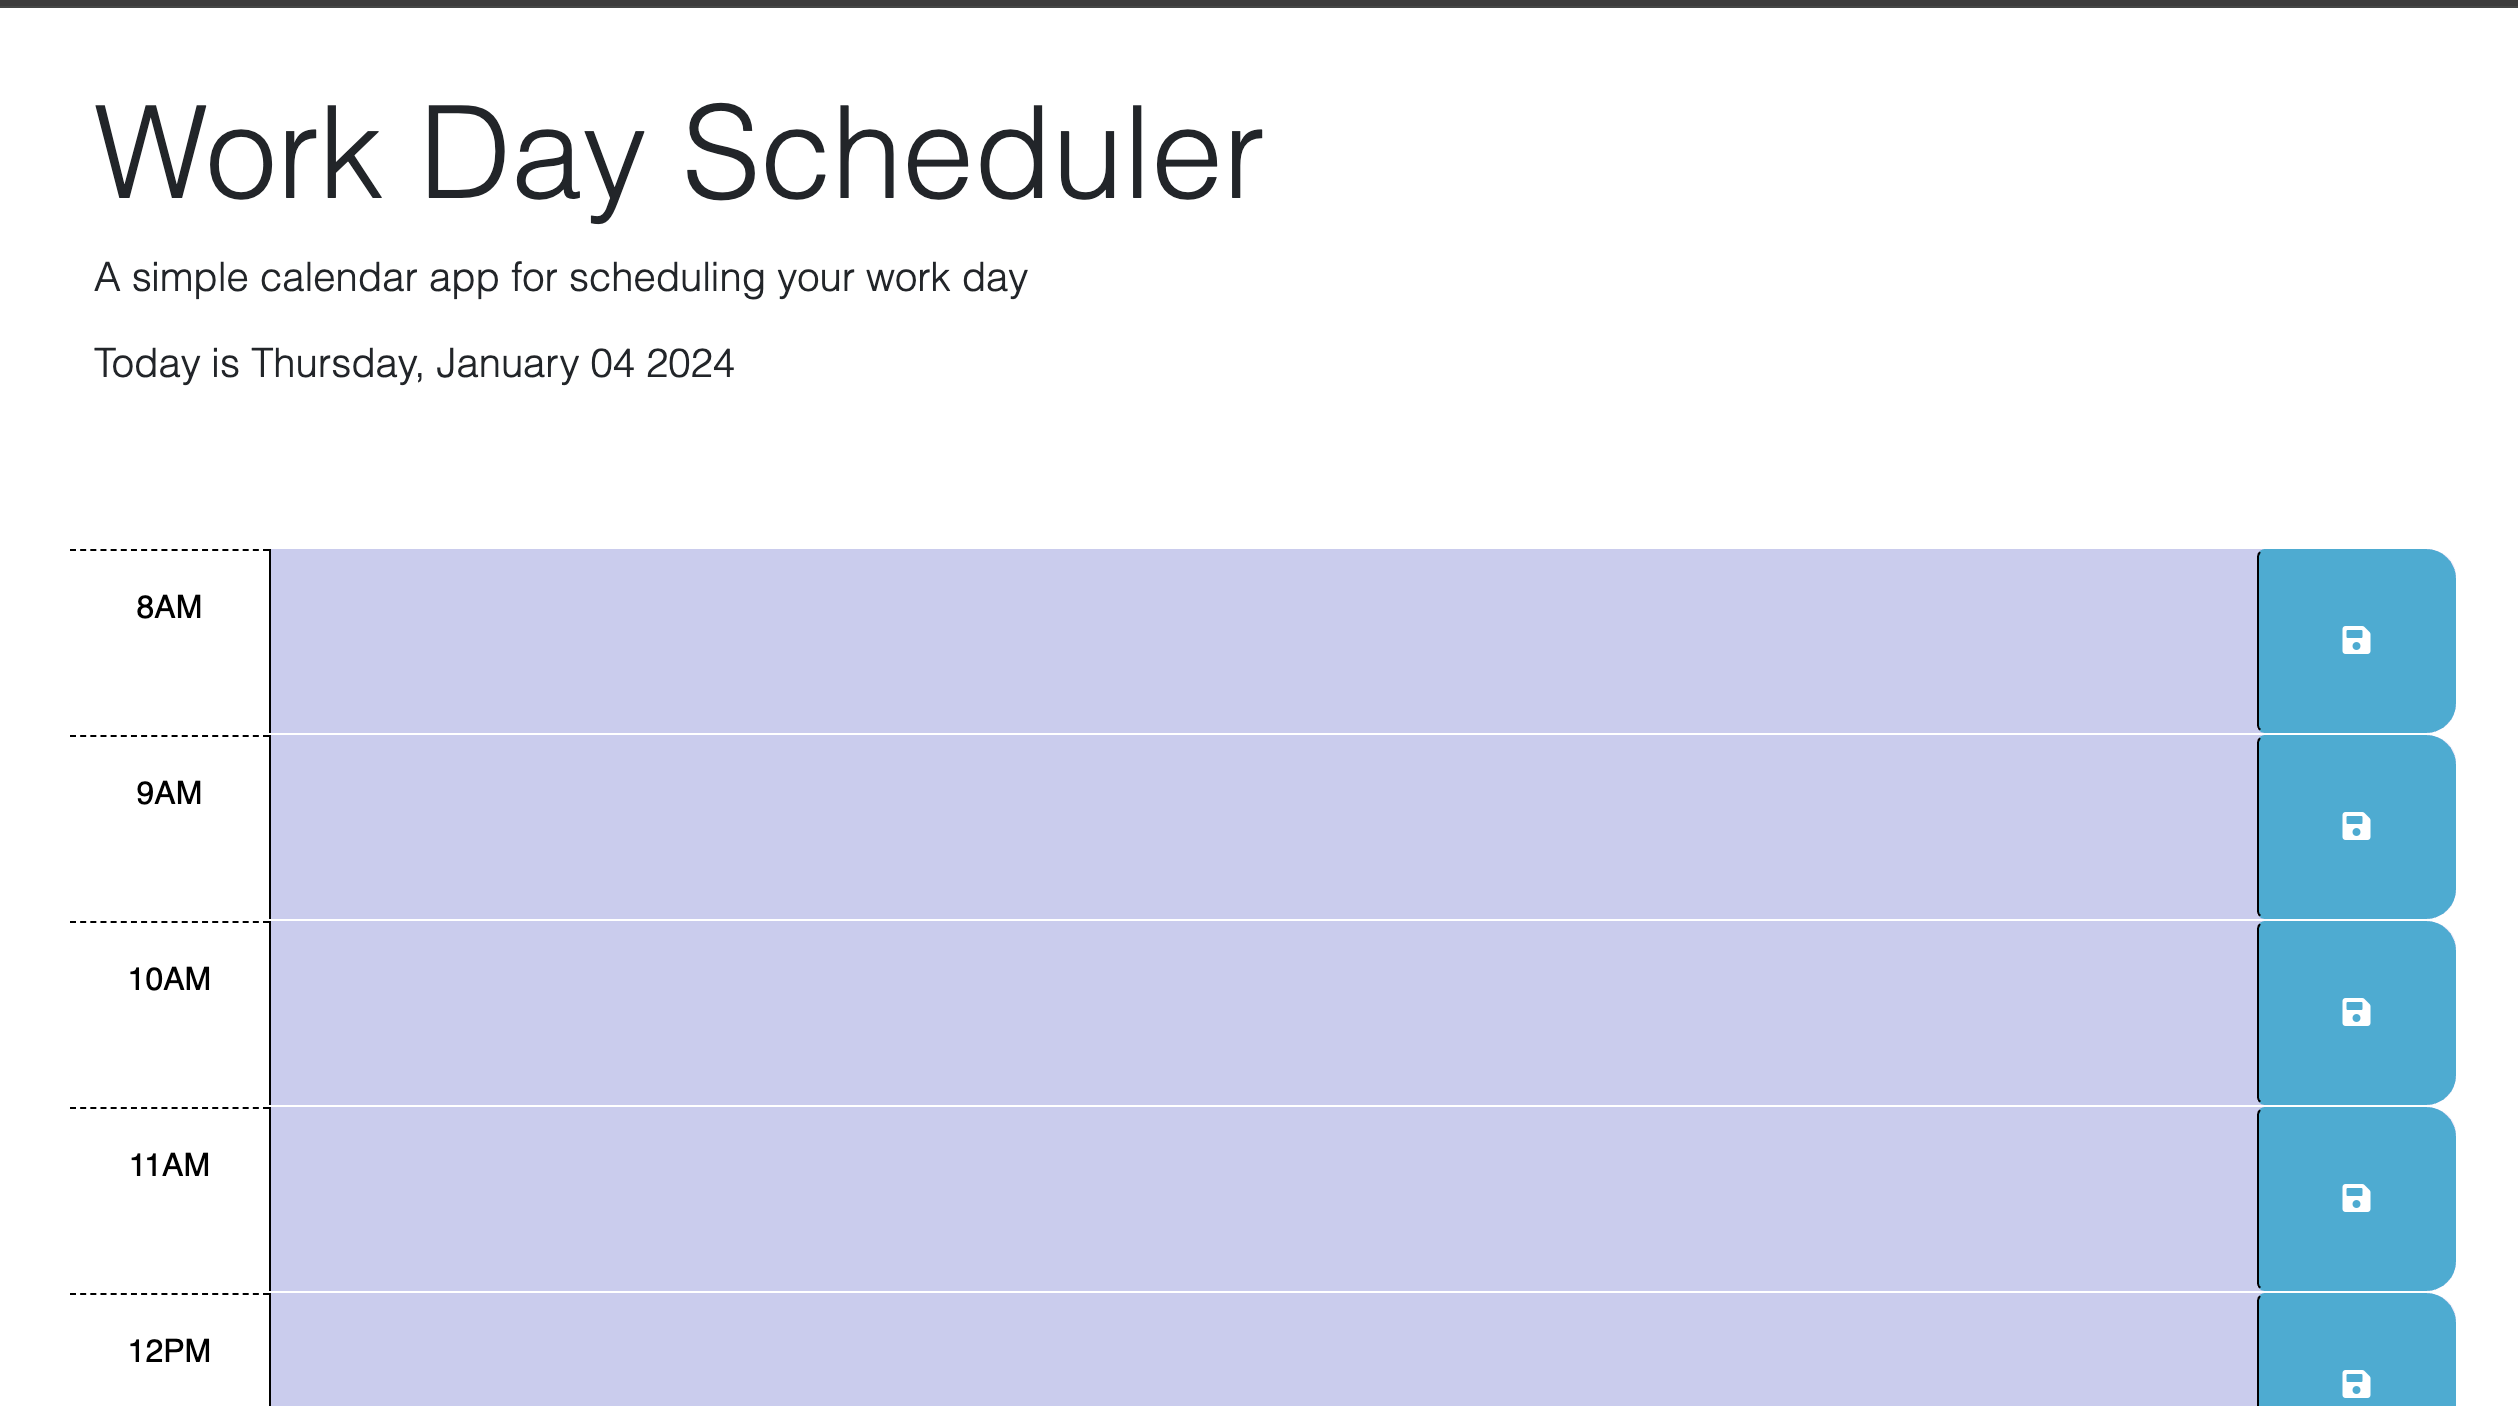 Work Day Scheduler
A simple calendar app for scheduling your work day
Today is Thursday, January 04 2024
8AM
9AM
10AM
11AM
12PM